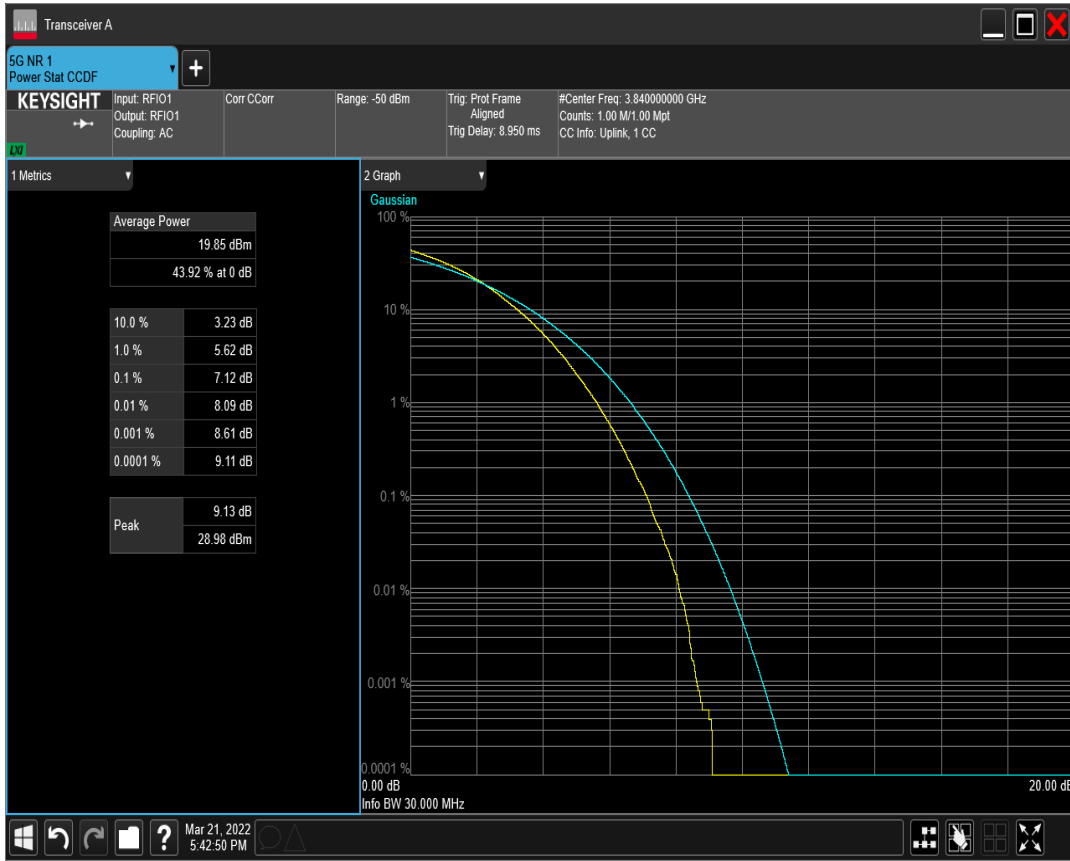 Transceiver A
5G NR 1
Power Stat CCDF
KEYSIGHT
LXI
Input: RFIO1
Output: RFIO1
Coupling: AC
Corr CCorr
Range: -50 dBm
Trig: Prot Frame
Aligned
Trig Delay: 8.950 ms
#Center Freq: 3.840000000 GHz
Counts: 1.00 M/1.00 Mpt
CC Info: Uplink, 1 CC
1 Metrics
Average Power
19.85 dBm
43.92 % at 0 dB
10.0 % 3.23 dB
1.0 % 5.62 dB
0.1 % 7.12 dB
0.01 % 8.09 dB
0.001 % 8.61 dB
0.0001 % 9.11 dB
Peak
9.13 dB
28.98 dBm
2 Graph
Gaussian
100 %
10 %
1 %
0.1 %
0.01 %
0.001 %
0.0001 %
0.00 dB 20.00 dB
Info BW 30.000 MHz
?
Mar 21, 2022
5:42:50 PM